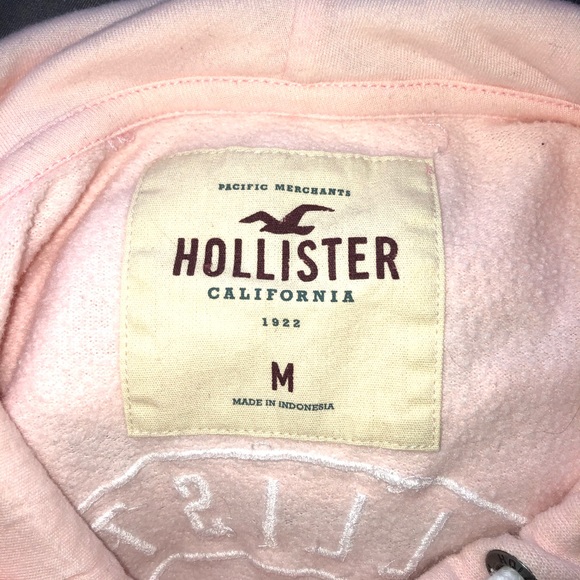 PACIFIC MERCHANTS
HOLLISTER
CALIFORNIA
1922
M
MADE IN INDONESIA